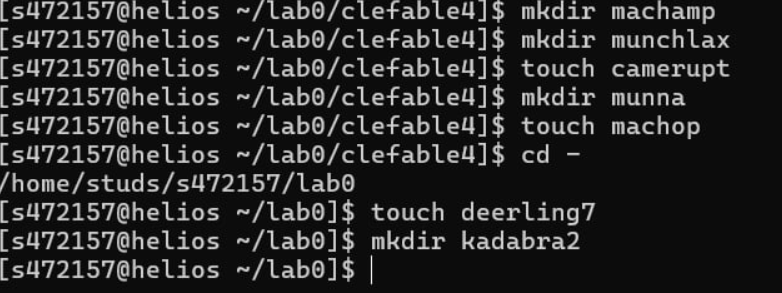 [s472157@helios ~/lab0/clefable4]$ mkdir machamp
[s472157@helios ~/lab0/clefable4]$ mkdir munchlax
[s472157@helios ~/lab0/clefable4]$ touch camerupt
[s472157@helios ~/lab0/clefable4]$ mkdir munna
[s472157@helios ~/lab0/clefable4]$ touch machop
[s472157@helios ~/lab0/clefable4]$ cd -
/home/studs/s472157/lab0
[s472157@helios ~/lab0]$ touch deerling7
[s472157@helios ~/lab0]$ mkdir kadabra2
[s472157@helios ~/lab0]$